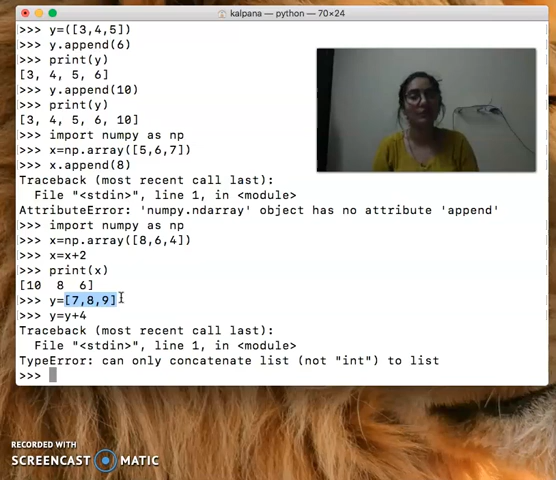 kalpana — python — 70×24
>>> y=([3,4,5])
>>> y.append(6)
>>> print(y)
[3, 4, 5, 6]
>>> y.append(10)
>>> print(y)
[3, 4, 5, 6, 10]
>>> import numpy as np
>>> x=np.array([5,6,7])
>>> x.append(8)
Traceback (most recent call last):
  File "<stdin>", line 1, in <module>
AttributeError: 'numpy.ndarray' object has no attribute 'append'
>>> import numpy as np
>>> x=np.array([8,6,4])
>>> x=x+2
>>> print(x)
[10  8  6]
>>> y=[7,8,9]
>>> y=y+4
Traceback (most recent call last):
  File "<stdin>", line 1, in <module>
TypeError: can only concatenate list (not "int") to list
>>>
RECORDED WITH
SCREENCAST MATIC